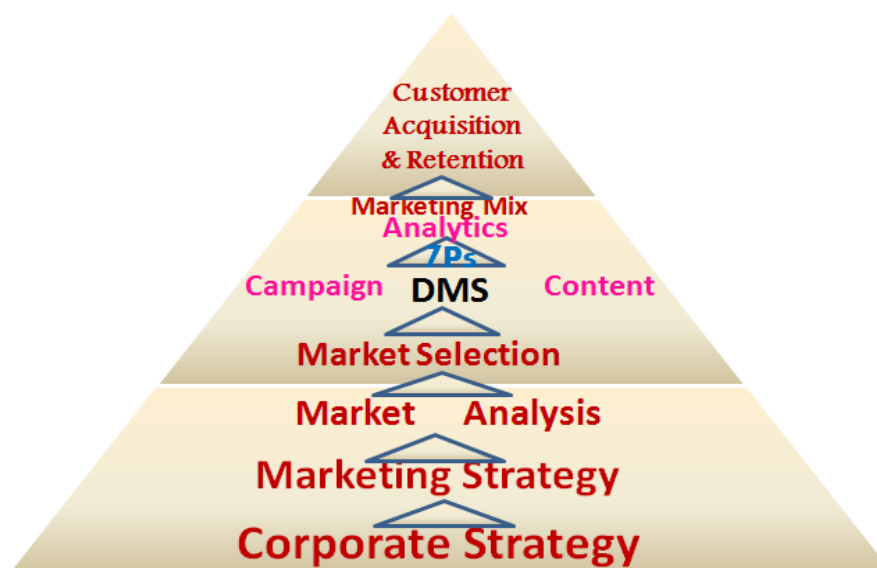 Customer
Acquisition
& Retention
Marketing Mix
Analytics
7Ps
Campaign DMS Content
Market Selection
Market Analysis
Marketing Strategy
Corporate Strategy